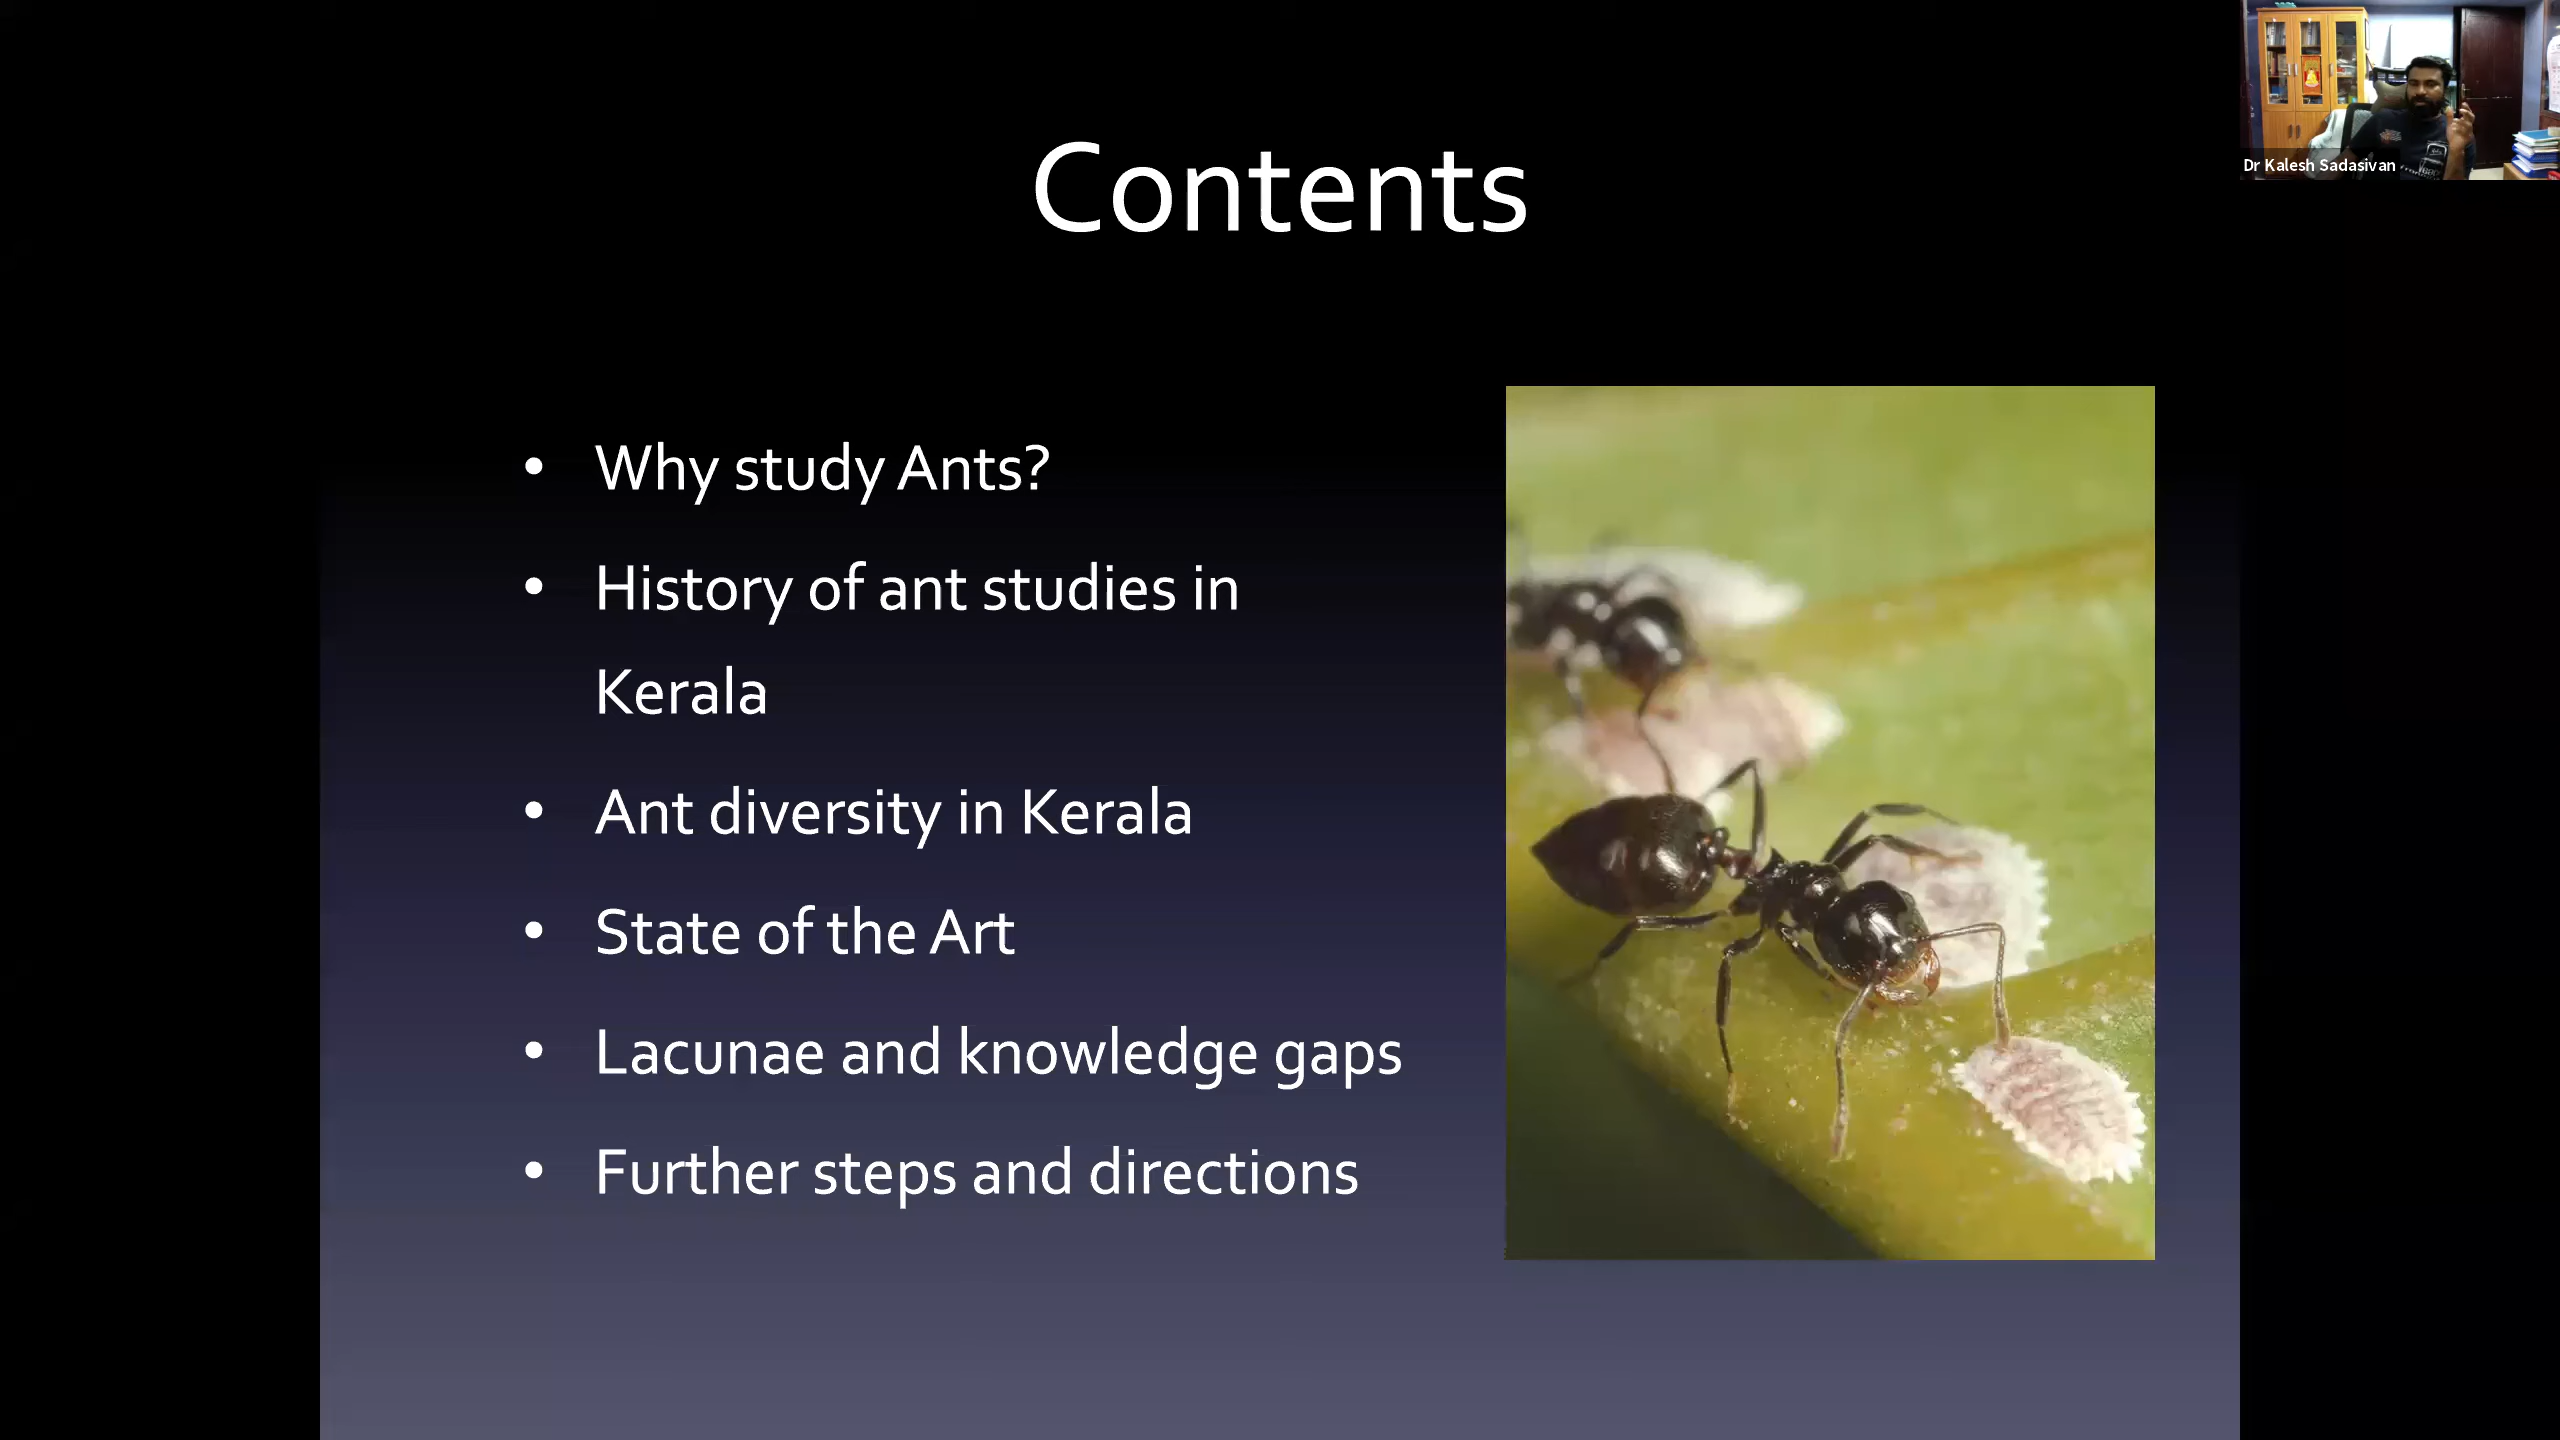 Contents
Dr Kalesh Sadasivan
• Why study Ants?
• History of ant studies in
Kerala
• Ant diversity in Kerala
• State of the Art
• Lacunae and knowledge gaps
• Further steps and directions